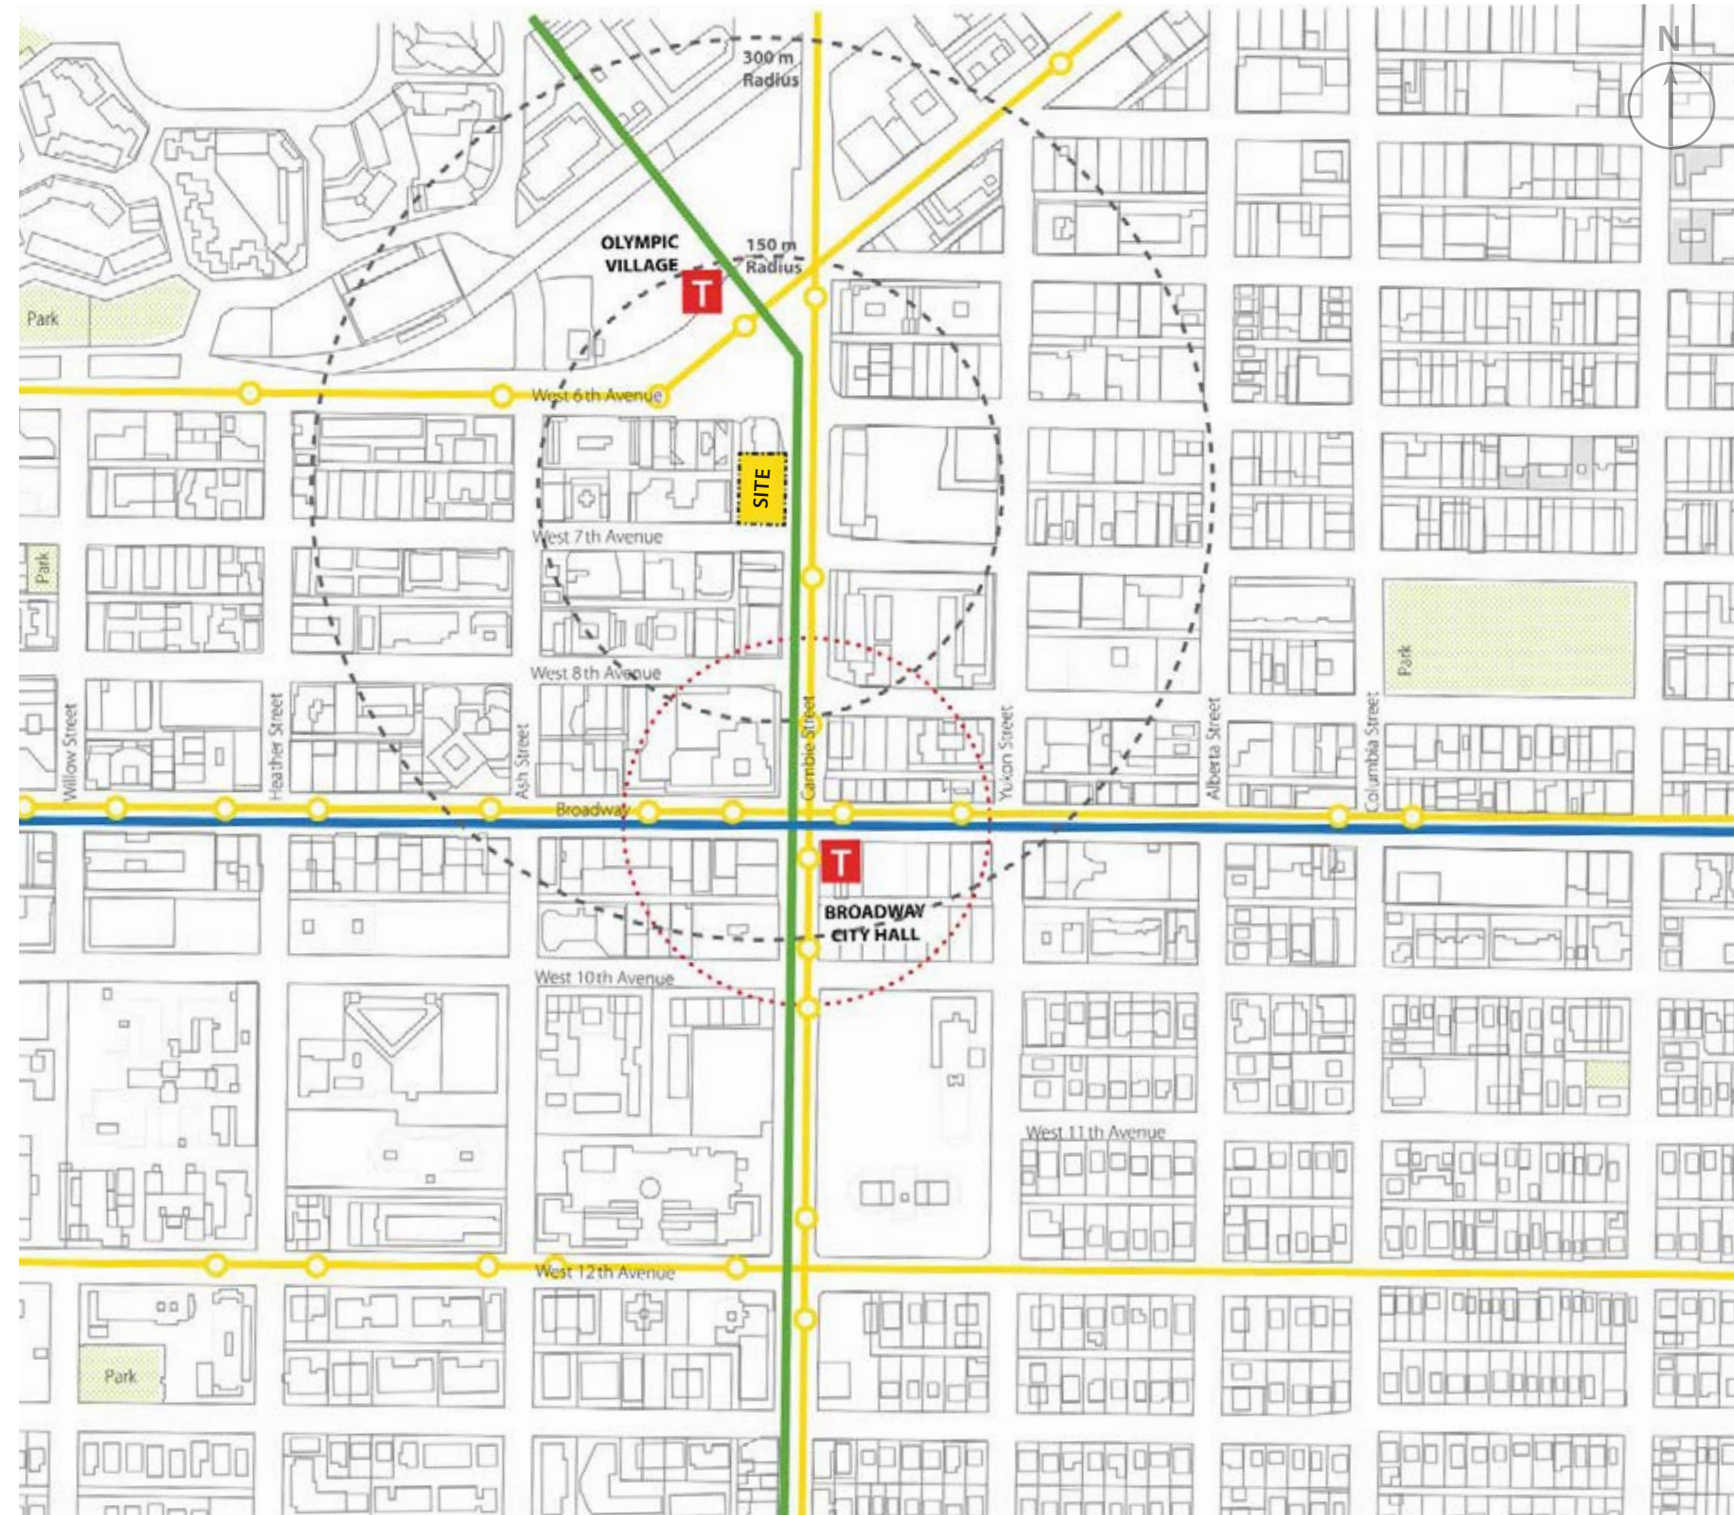 N
300 m
Radius
OLYMPIC
VILLAGE
150 m
Radius
T
Park
West 6th Avenue
SITE
West 7th Avenue
Park
West 8th Avenue
Park
Willow Street
Heather Street
Ash Street
Cambie Street
Yukon Street
Alberta Street
Columbia Street
Broadway
T
BROADWAY
CITY HALL
West 10th Avenue
West 11th Avenue
West 12th Avenue
Park